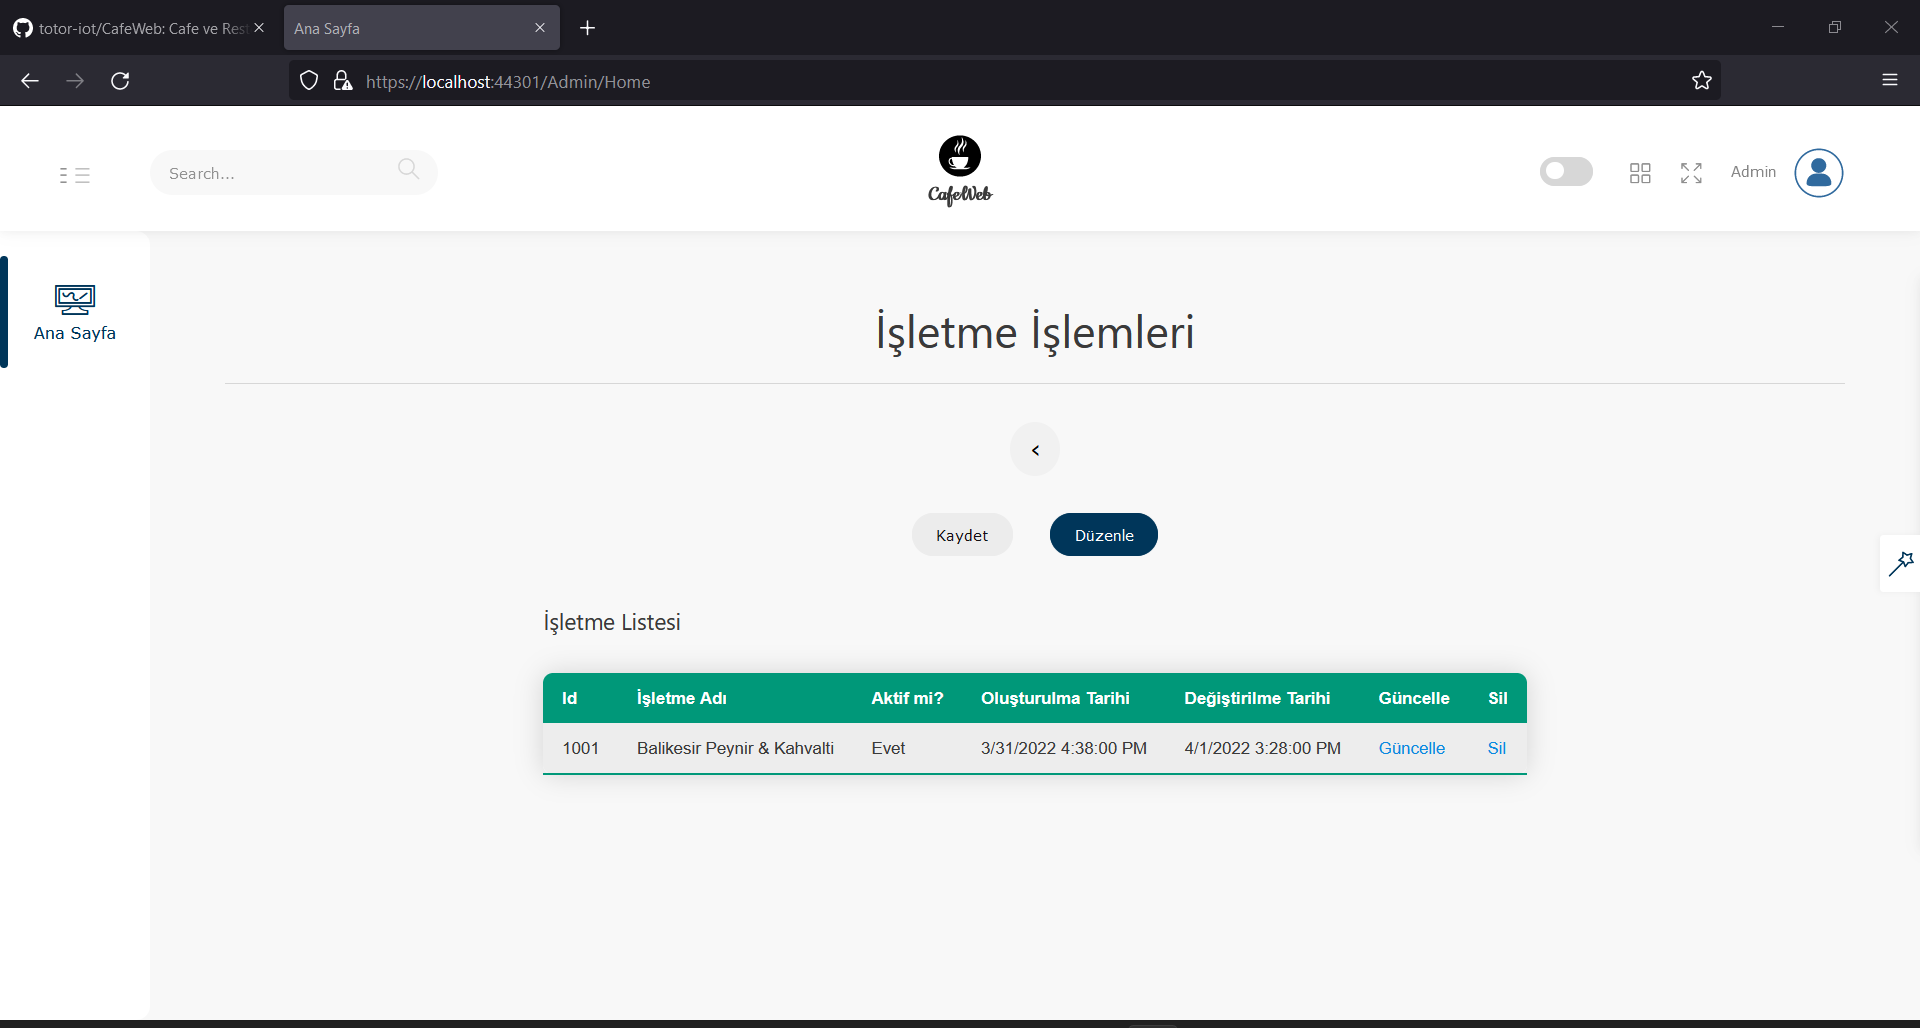 totor-iot/CafeWeb: Cafe ve Rest
Ana Sayfa
https://localhost:44301/Admin/Home
Search...
CafeWeb
Admin
Ana Sayfa
İşletme İşlemleri
<
Kaydet Düzenle
İşletme Listesi
Id İşletme Adı Aktif mi? Oluşturulma Tarihi Değiştirilme Tarihi Güncelle Sil
1001 Balikesir Peynir & Kahvalti Evet 3/31/2022 4:38:00 PM 4/1/2022 3:28:00 PM Güncelle Sil